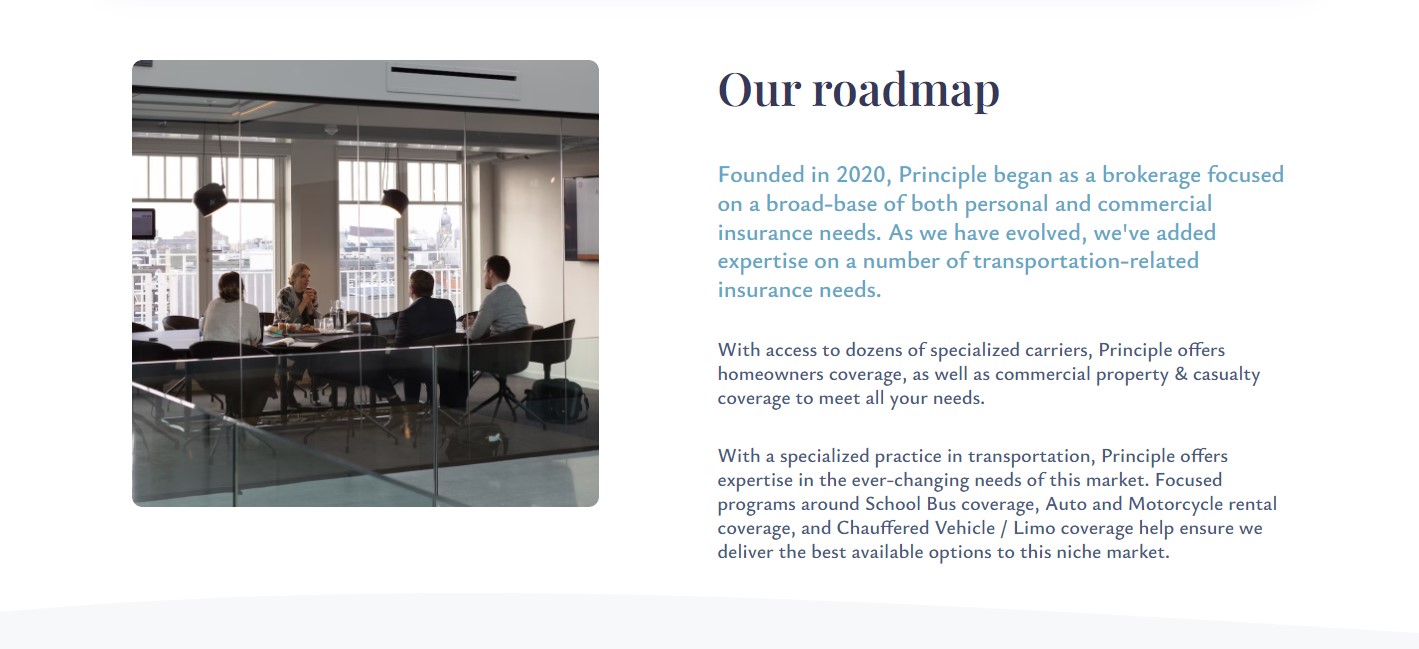 Our roadmap
Founded in 2020, Principle began as a brokerage focused
on a broad-base of both personal and commercial
insurance needs. As we have evolved, we've added
expertise on a number of transportation-related
insurance needs.
With access to dozens of specialized carriers, Principle offers
homeowners coverage, as well as commercial property & casualty
coverage to meet all your needs.
With a specialized practice in transportation, Principle offers
expertise in the ever-changing needs of this market. Focused
programs around School Bus coverage, Auto and Motorcycle rental
coverage, and Chauffered Vehicle / Limo coverage help ensure we
deliver the best available options to this niche market.